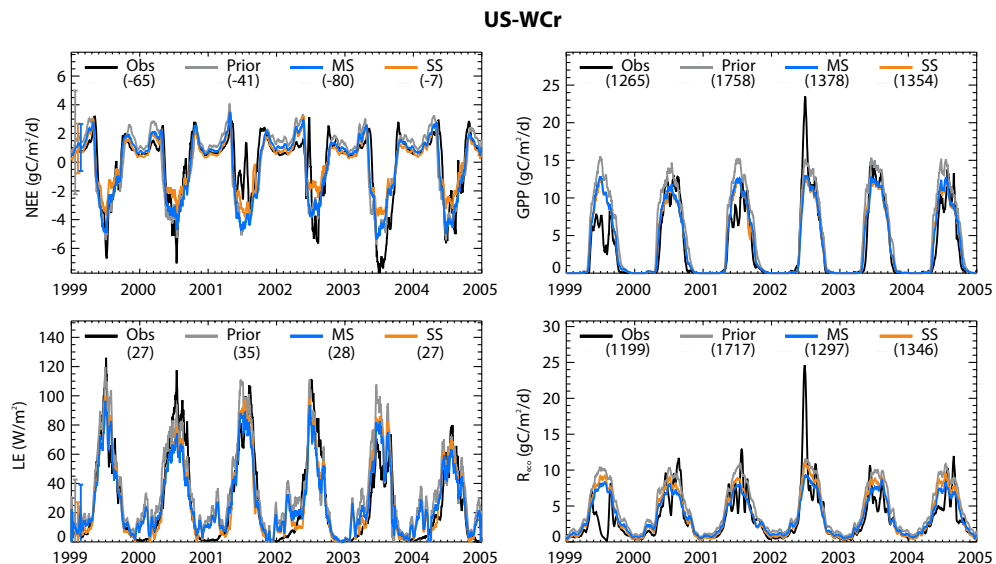 US-WCr
Obs Prior MS SS
(-65) (-41) (-80) (-7)
NEE (gC/m²/d)
6
4
2
0
-2
-4
-6
1999 2000 2001 2002 2003 2004 2005
Obs Prior MS SS
(1265) (1758) (1378) (1354)
GPP (gC/m²/d)
25
20
15
10
5
0
1999 2000 2001 2002 2003 2004 2005
Obs Prior MS SS
(27) (35) (28) (27)
LE (W/m²)
140
120
100
80
60
40
20
0
1999 2000 2001 2002 2003 2004 2005
Obs Prior MS SS
(1199) (1717) (1297) (1346)
Reco (gC/m²/d)
30
25
20
15
10
5
0
1999 2000 2001 2002 2003 2004 2005